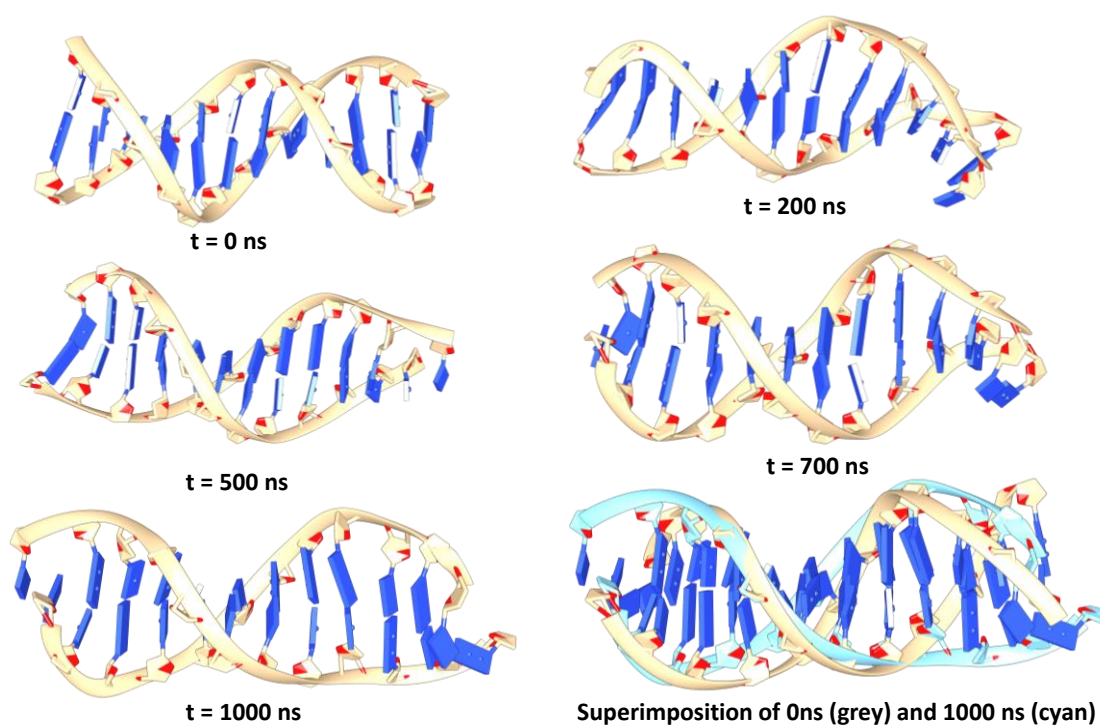 t = 0 ns
t = 200 ns
t = 500 ns
t = 700 ns
t = 1000 ns
Superimposition of 0ns (grey) and 1000 ns (cyan)